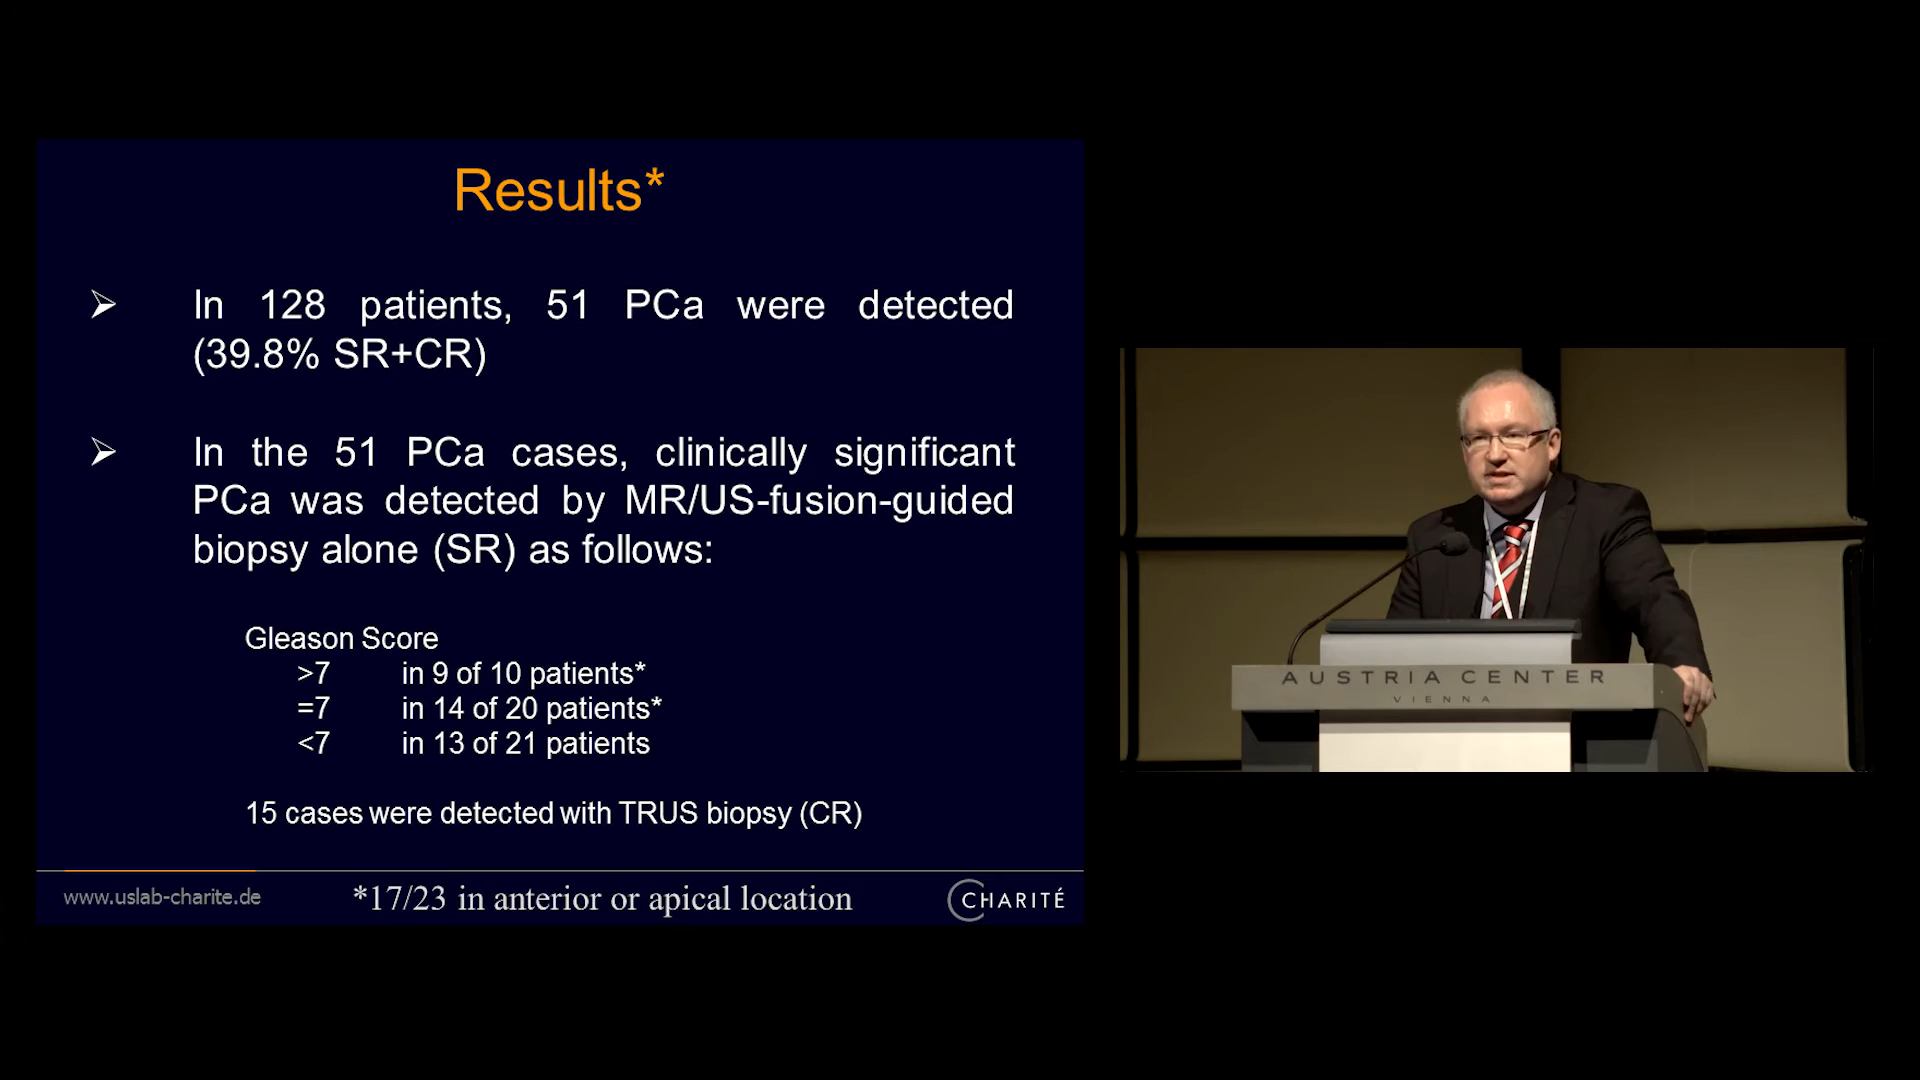 Results*
➢ In 128 patients, 51 PCa were detected
(39.8% SR+CR)
➢ In the 51 PCa cases, clinically significant
PCa was detected by MR/US-fusion-guided
biopsy alone (SR) as follows:
Gleason Score
>7 in 9 of 10 patients*
=7 in 14 of 20 patients*
<7 in 13 of 21 patients
15 cases were detected with TRUS biopsy (CR)
www.uslab-charite.de
*17/23 in anterior or apical location
CHARITÉ
AUSTRIA CENTER
VIENNA